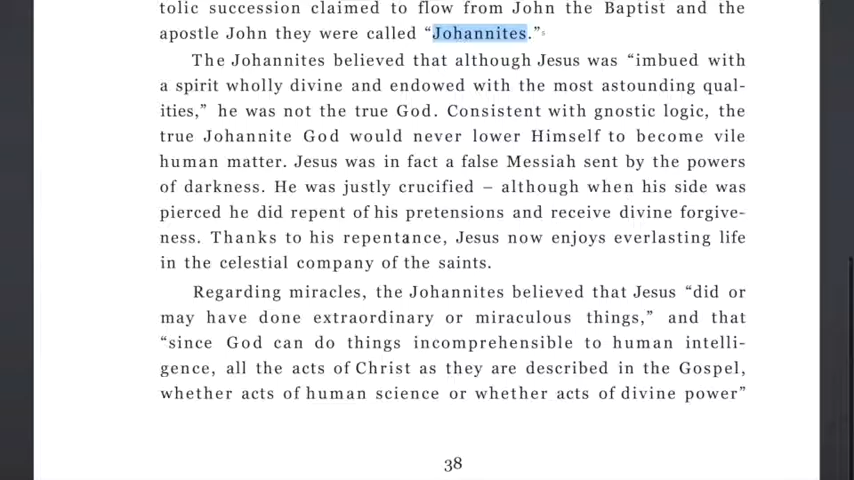 tolic succession claimed to flow from John the Baptist and the
apostle John they were called “Johannites.”⁵
The Johannites believed that although Jesus was “imbued with
a spirit wholly divine and endowed with the most astounding qual-
ities,” he was not the true God. Consistent with gnostic logic, the
true Johannite God would never lower Himself to become vile
human matter. Jesus was in fact a false Messiah sent by the powers
of darkness. He was justly crucified – although when his side was
pierced he did repent of his pretensions and receive divine forgive-
ness. Thanks to his repentance, Jesus now enjoys everlasting life
in the celestial company of the saints.
Regarding miracles, the Johannites believed that Jesus “did or
may have done extraordinary or miraculous things,” and that
“since God can do things incomprehensible to human intelli-
gence, all the acts of Christ as they are described in the Gospel,
whether acts of human science or whether acts of divine power”
38